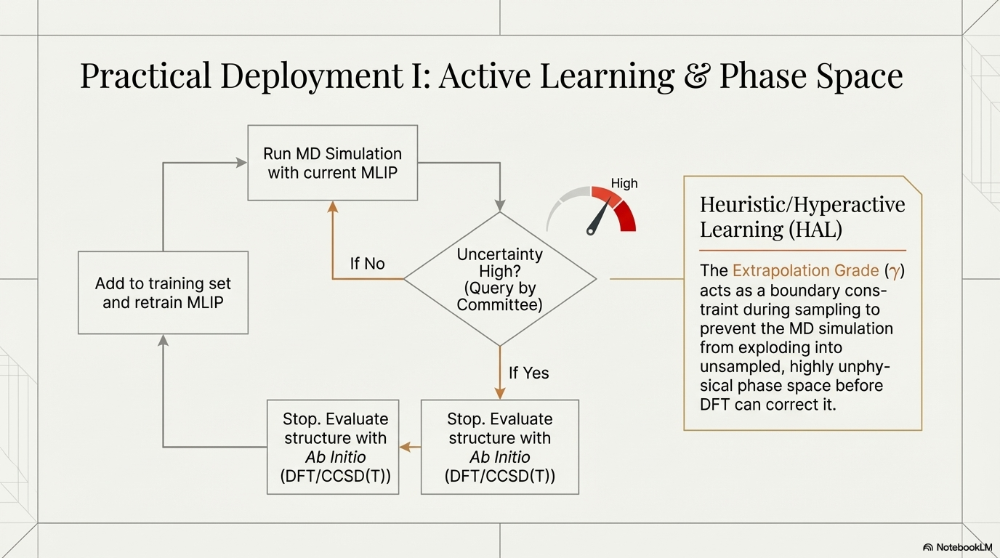 Practical Deployment I: Active Learning & Phase Space
Run MD Simulation
with current MLIP
High
Uncertainty
High?
(Query by
Committee)
If No
If Yes
Add to training set
and retrain MLIP
Stop. Evaluate
structure with
Ab Initio
(DFT/CCSD(T))
Stop. Evaluate
structure with
Ab Initio
(DFT/CCSD(T))
Heuristic/Hyperactive
Learning (HAL)
The Extrapolation Grade (γ)
acts as a boundary cons-
traint during sampling to
prevent the MD simulation
from exploding into
unsampled, highly unphy-
sical phase space before
DFT can correct it.
NotebookLM